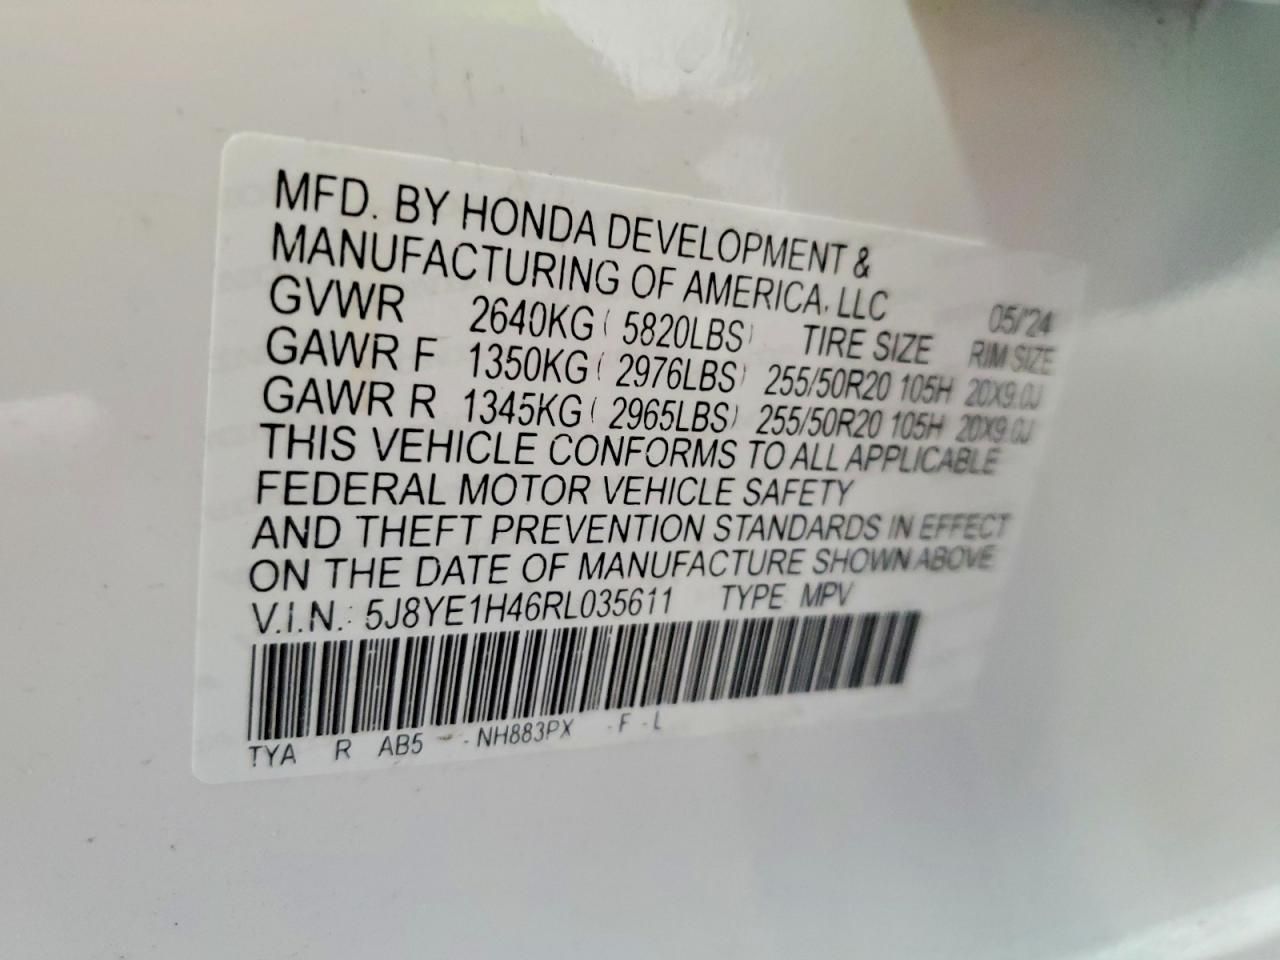 MFD. BY HONDA DEVELOPMENT &
MANUFACTURING OF AMERICA, LLC 05/'24
GVWR 2640KG ( 5820LBS) TIRE SIZE RIM SIZE
GAWR F 1350KG ( 2976LBS) 255/50R20 105H 20X9.0J
GAWR R 1345KG ( 2965LBS) 255/50R20 105H 20X9.0J
THIS VEHICLE CONFORMS TO ALL APPLICABLE
FEDERAL MOTOR VEHICLE SAFETY
AND THEFT PREVENTION STANDARDS IN EFFECT
ON THE DATE OF MANUFACTURE SHOWN ABOVE
V.I.N.: 5J8YE1H46RL035611 TYPE MPV
TYA R AB5 -- NH883PX - F - L